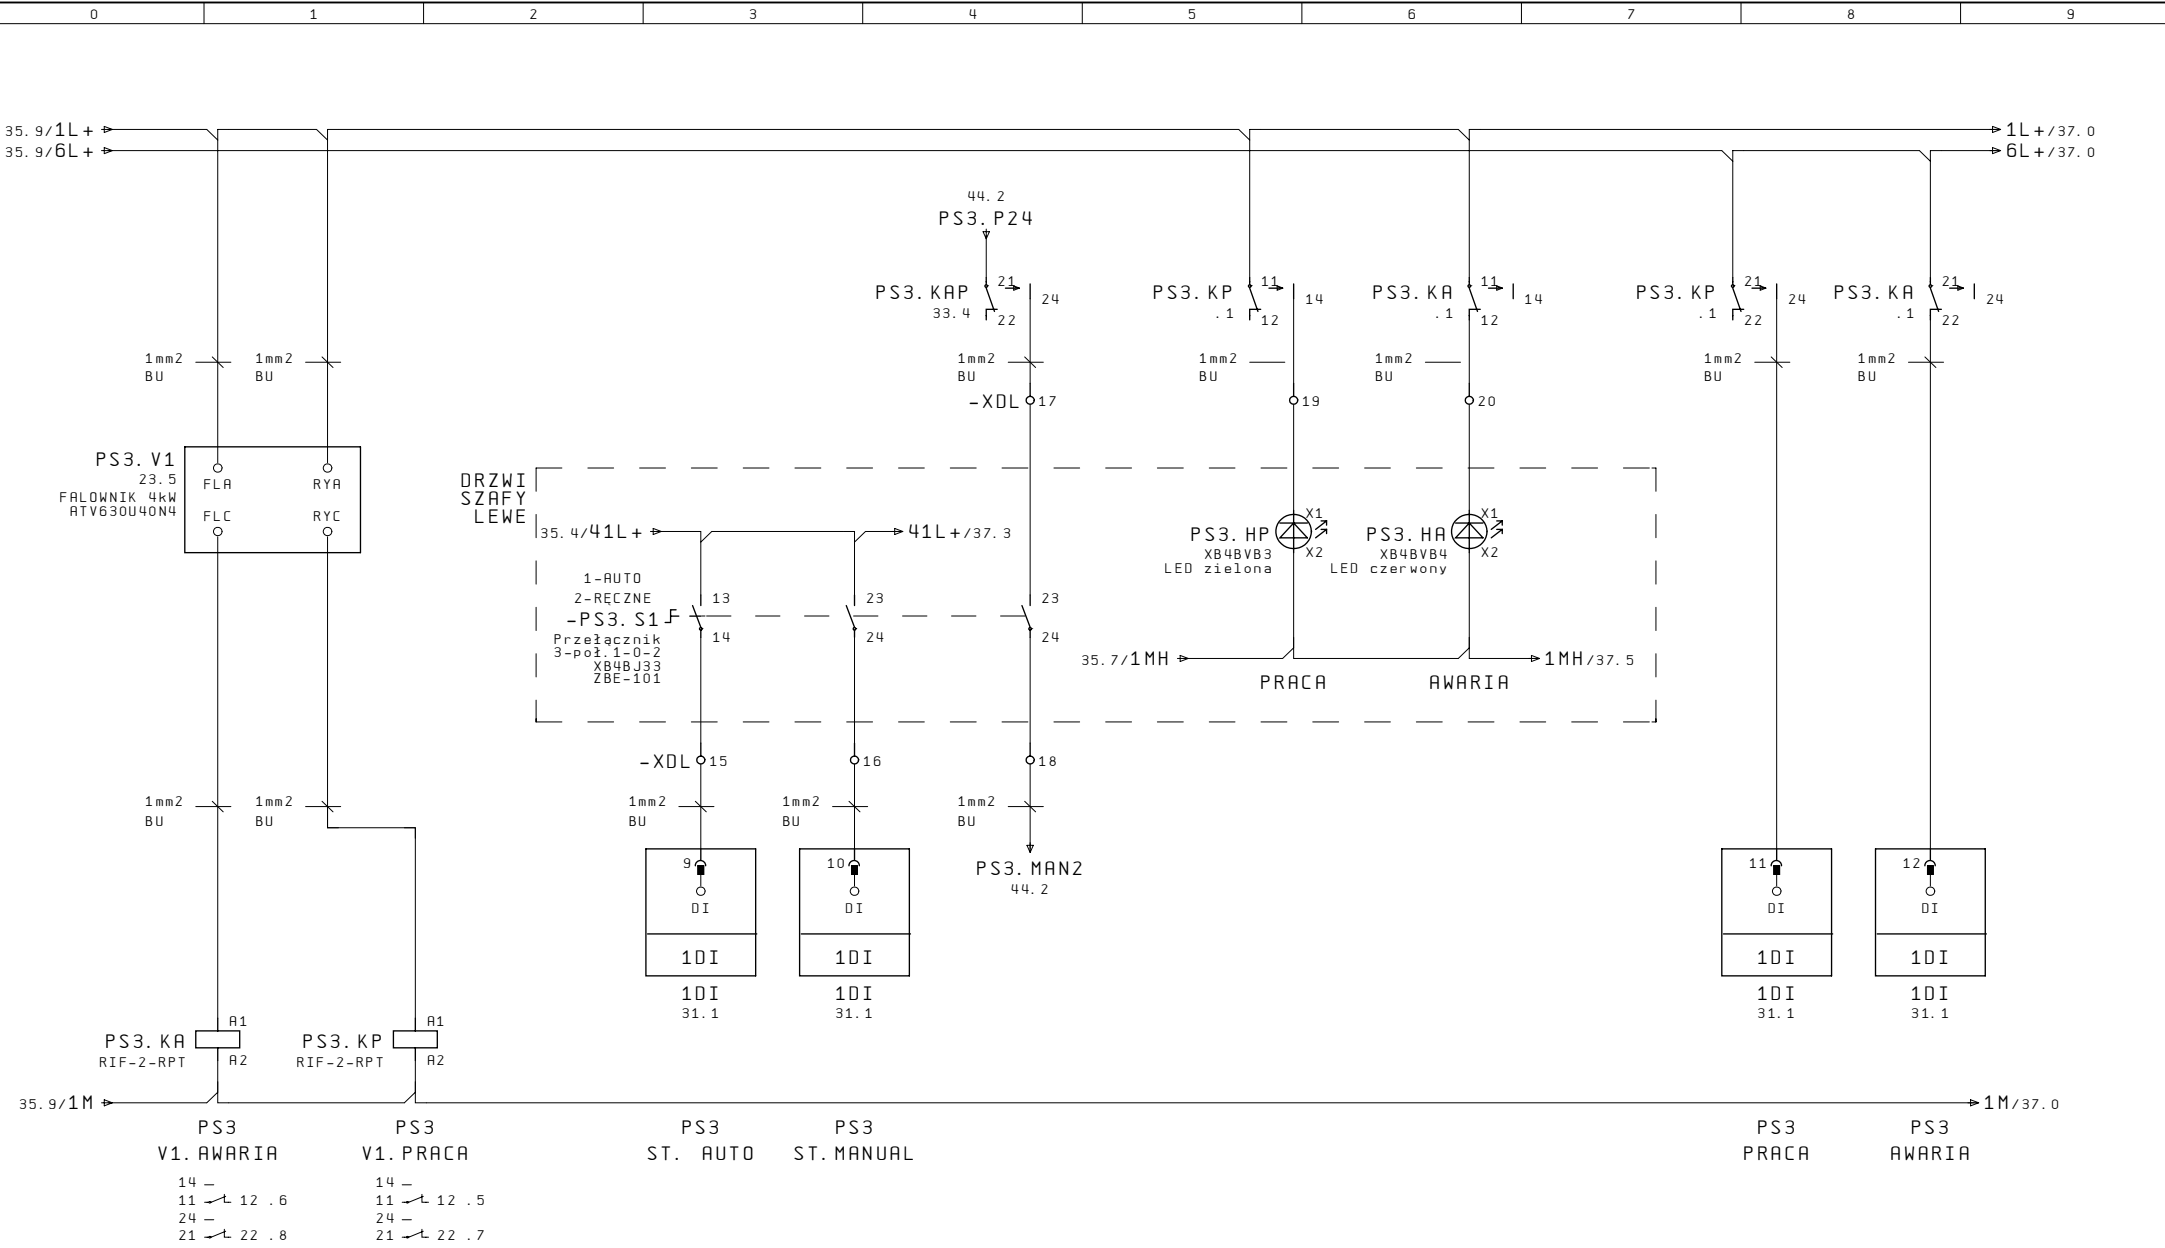 0 1 2 3 4 5 6 7 8 9
35.9/1L+ 1L+/37.0
35.9/6L+ 6L+/37.0
44.2
PS3.P24
PS3.KAP 21 24
33.4 22
PS3.KP 11 14
.1 12
PS3.KA 11 14
.1 12
PS3.KP 21 24
.1 22
PS3.KA 21 24
.1 22
1mm2 1mm2 1mm2 1mm2 1mm2 1mm2 1mm2
BU BU BU BU BU BU BU
-XDL 17 19 20
PS3.V1
23.5
FALOWNIK 4kW
ATV630U40N4
FLA RYA
FLC RYC
DRZWI
SZAFY
LEWE
35.4/41L+ 41L+/37.3
PS3.HP X1
XB4BVB3 X2
LED zielona
PS3.HA X1
XB4BVB4 X2
LED czerwony
1-AUTO
2-RĘCZNE
-PS3.S1
Przełącznik
3-poł.1-0-2
XB4BJ33
ZBE-101
13 23 23
14 24 24
35.7/1MH 1MH/37.5
PRACA AWARIA
-XDL 15 16 18
1mm2 1mm2 1mm2 1mm2 1mm2
BU BU BU BU BU
PS3.MAN2
44.2
9 10 11 12
DI DI DI DI
1DI 1DI 1DI 1DI
1DI 1DI 1DI 1DI
31.1 31.1 31.1 31.1
PS3.KA A1
RIF-2-RPT A2
PS3.KP A1
RIF-2-RPT A2
35.9/1M 1M/37.0
PS3 PS3 PS3 PS3 PS3 PS3
V1.AWARIA V1.PRACA ST. AUTO ST.MANUAL PRACA AWARIA
14 14
11 12 .6 11 12 .5
24 24
21 22 .8 21 22 .7